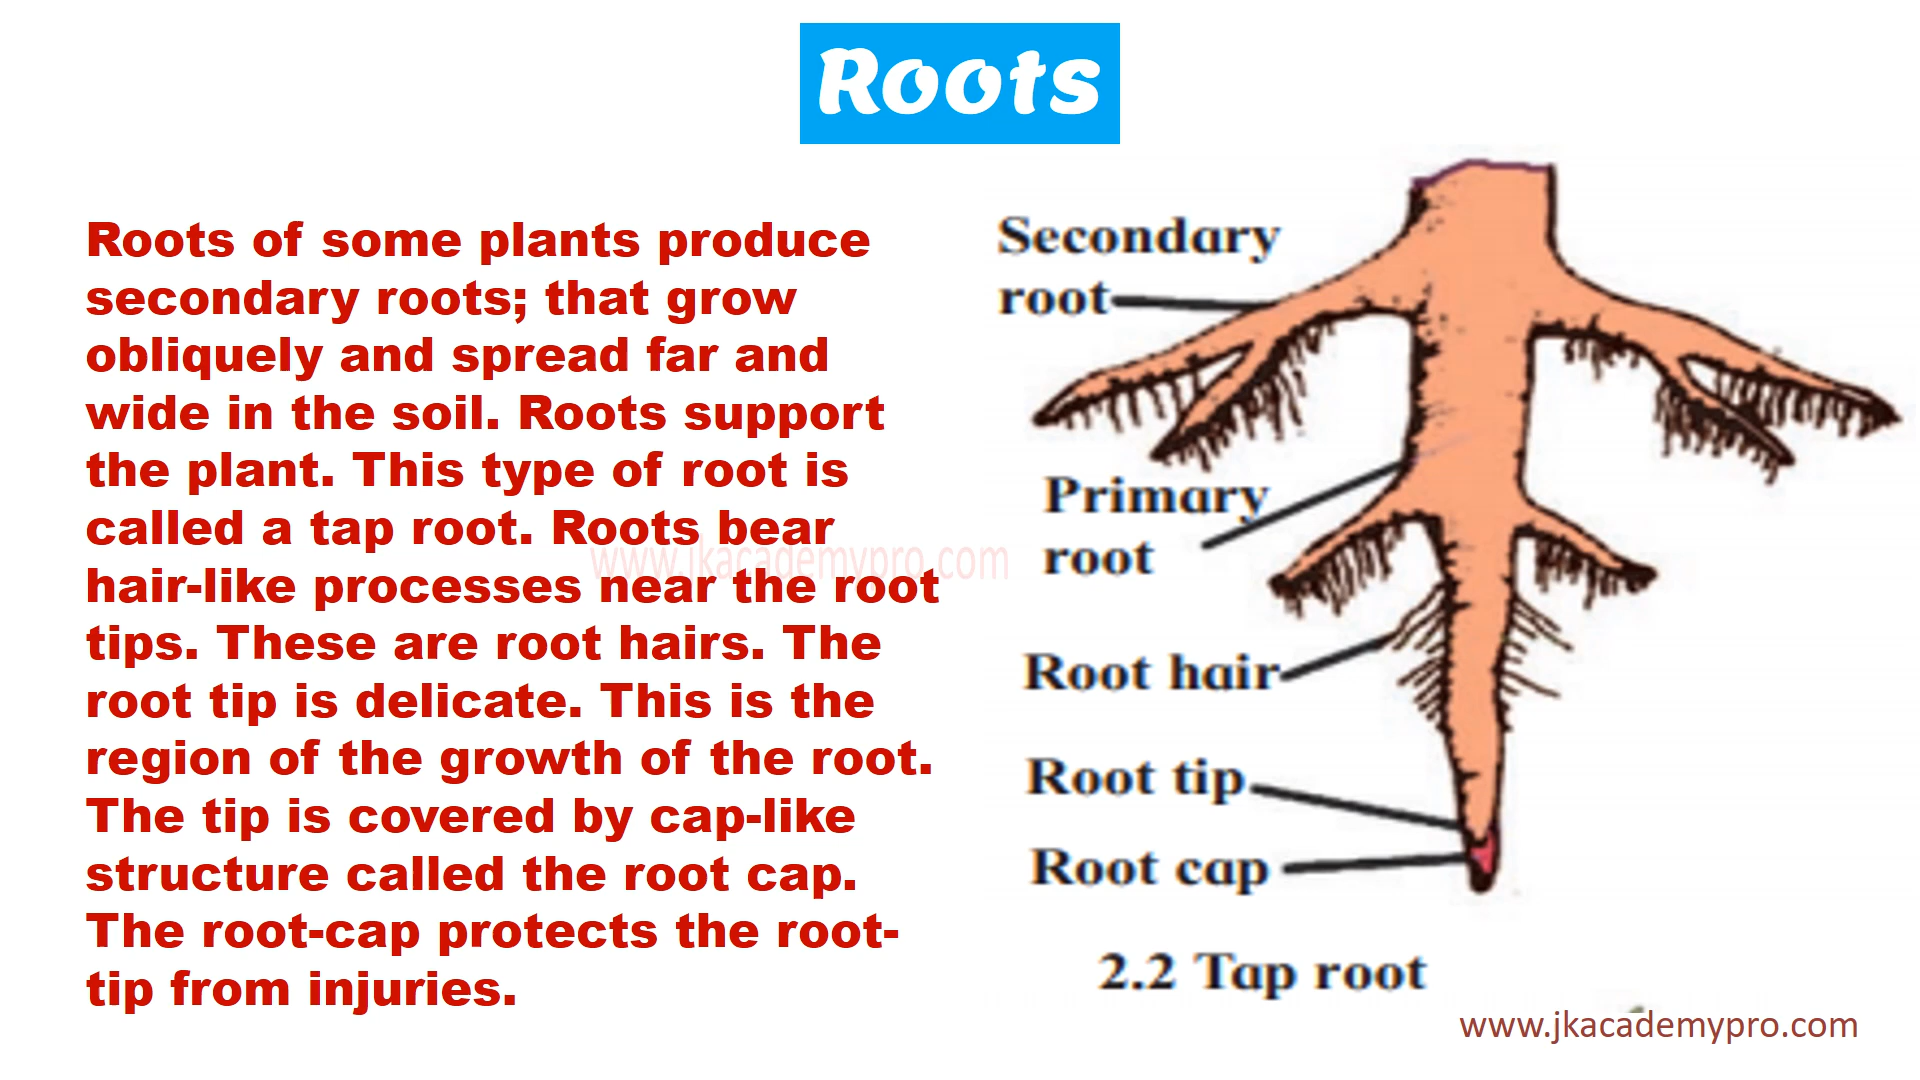 Roots
Roots of some plants produce
secondary roots; that grow
obliquely and spread far and
wide in the soil. Roots support
the plant. This type of root is
called a tap root. Roots bear
hair-like processes near the root
tips. These are root hairs. The
root tip is delicate. This is the
region of the growth of the root.
The tip is covered by cap-like
structure called the root cap.
The root-cap protects the root-
tip from injuries.
www.jkacademypro.com
Secondary
root
Primary
root
Root hair
Root tip
Root cap
2.2 Tap root
www.jkacademypro.com